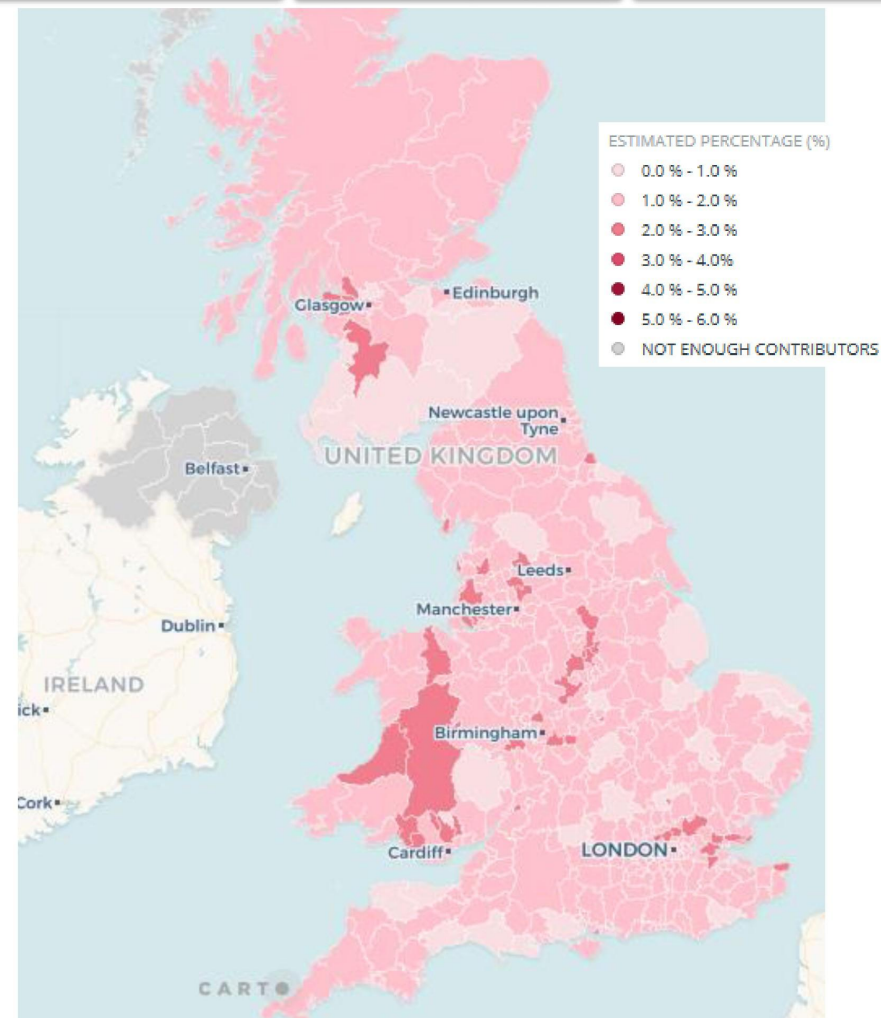 ESTIMATED PERCENTAGE (%)
0.0 % - 1.0 %
1.0 % - 2.0 %
2.0 % - 3.0 %
3.0 % - 4.0%
4.0 % - 5.0 %
5.0 % - 6.0 %
NOT ENOUGH CONTRIBUTORS
Glasgow
Edinburgh
Newcastle upon
Tyne
UNITED KINGDOM
Belfast
Leeds
Manchester
Dublin
IRELAND
ick
Birmingham
Cork
Cardiff
LONDON
CARTO